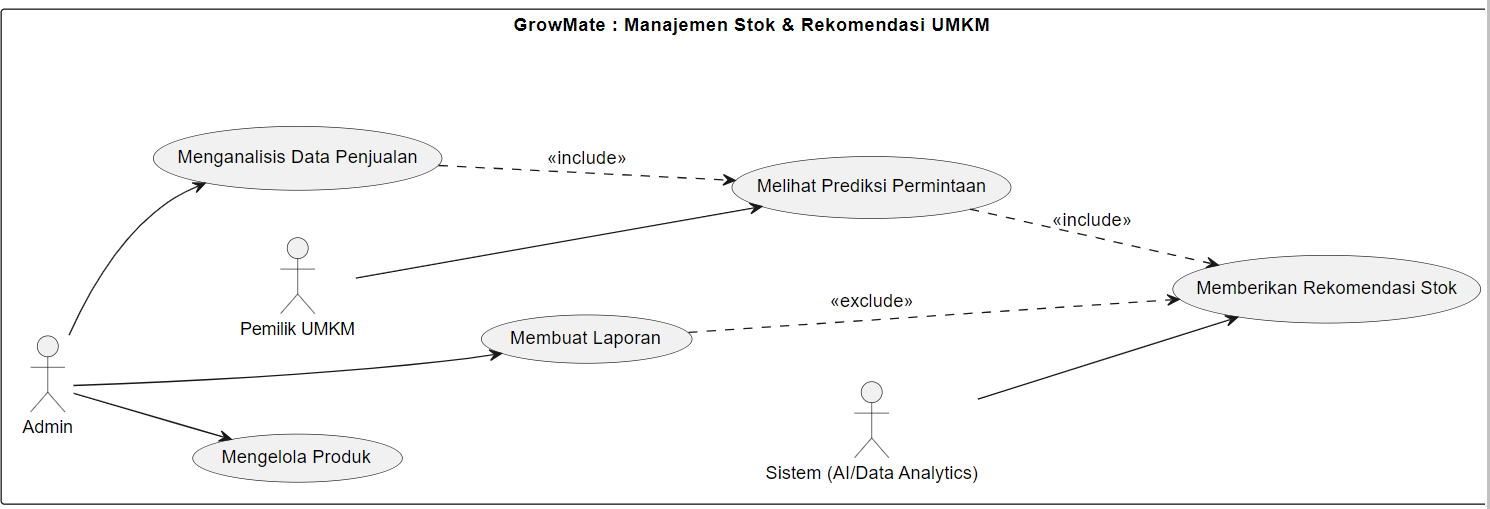 GrowMate : Manajemen Stok & Rekomendasi UMKM
Menganalisis Data Penjualan
«include»
Melihat Prediksi Permintaan
«include»
Memberikan Rekomendasi Stok
Pemilik UMKM
«exclude»
Membuat Laporan
Admin
Mengelola Produk
Sistem (AI/Data Analytics)